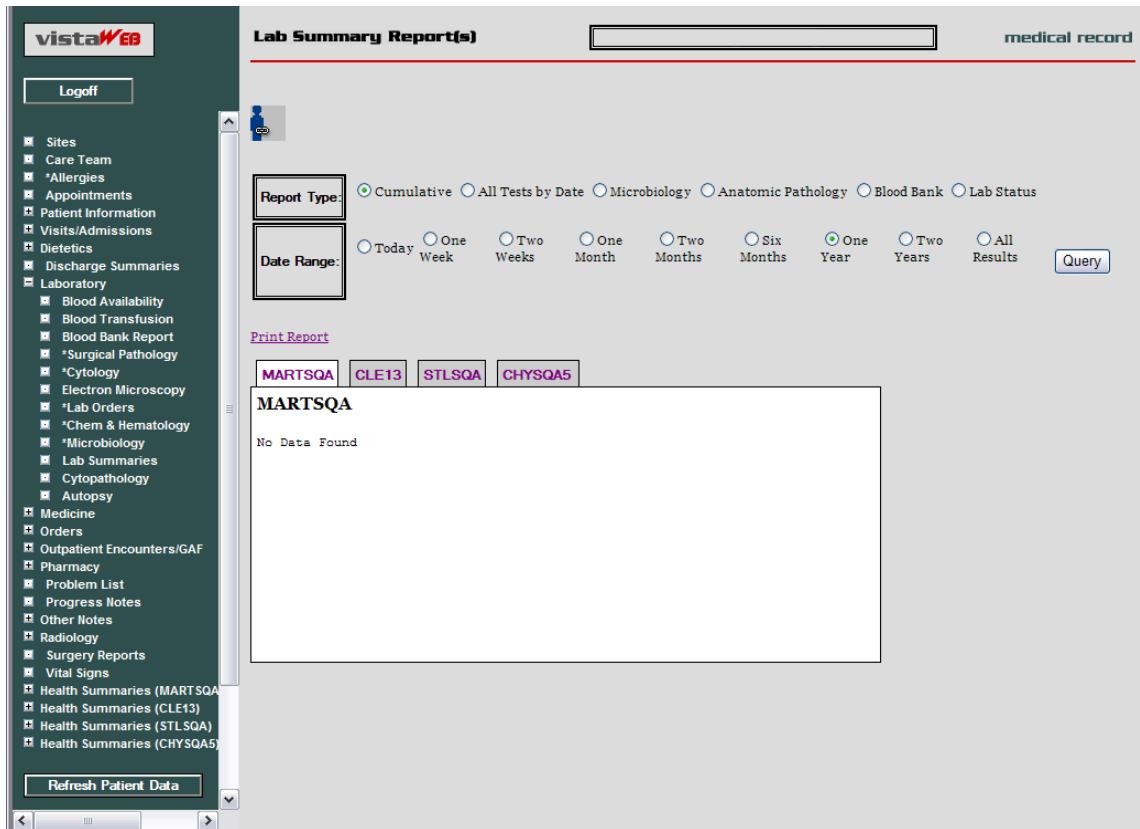 vistaWEB
Lab Summary Report(s)
medical record
Logoff
Sites
Care Team
*Allergies
Appointments
Patient Information
Visits/Admissions
Dietetics
Discharge Summaries
Laboratory
Blood Availability
Blood Transfusion
Blood Bank Report
*Surgical Pathology
*Cytology
Electron Microscopy
*Lab Orders
*Chem & Hematology
*Microbiology
Lab Summaries
Cytopathology
Autopsy
Medicine
Orders
Outpatient Encounters/GAF
Pharmacy
Problem List
Progress Notes
Other Notes
Radiology
Surgery Reports
Vital Signs
Health Summaries (MARTSQA
Health Summaries (CLE13)
Health Summaries (STLSQA)
Health Summaries (CHYSQA5)
Refresh Patient Data
Report Type: Cumulative All Tests by Date Microbiology Anatomic Pathology Blood Bank Lab Status
Date Range: Today One Week Two Weeks One Month Two Months Six Months One Year Two Years All Results Query
Print Report
MARTSQA CLE13 STLSQA CHYSQA5
MARTSQA
No Data Found